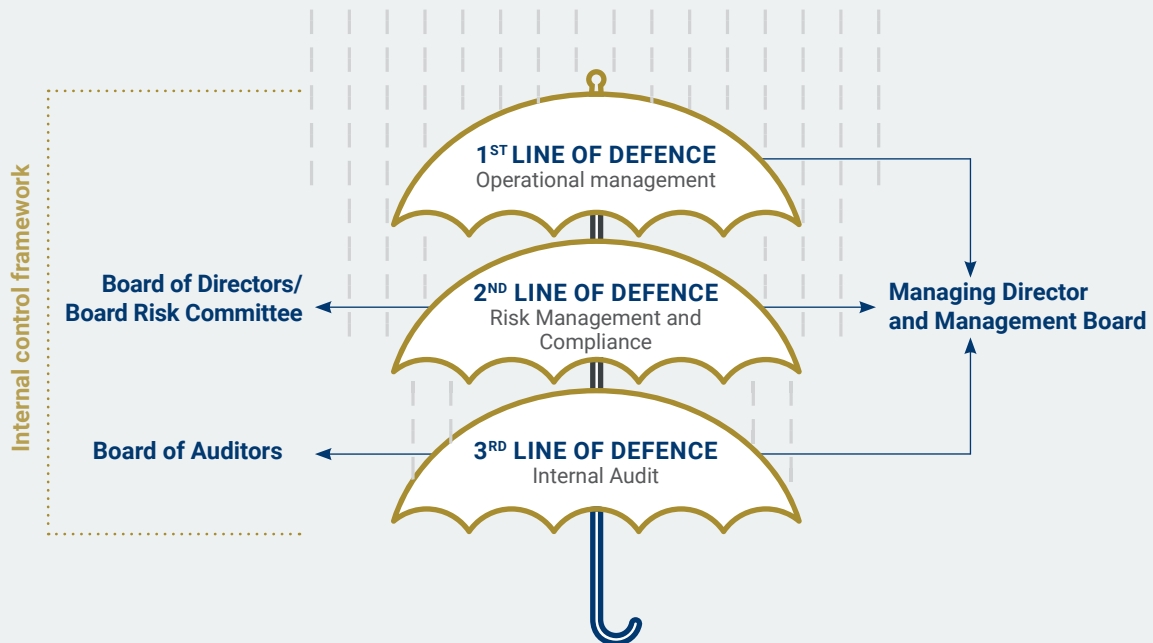 Internal control framework
1ST LINE OF DEFENCE
Operational management
Board of Directors/
Board Risk Committee
2ND LINE OF DEFENCE
Risk Management and
Compliance
Managing Director
and Management Board
Board of Auditors
3RD LINE OF DEFENCE
Internal Audit